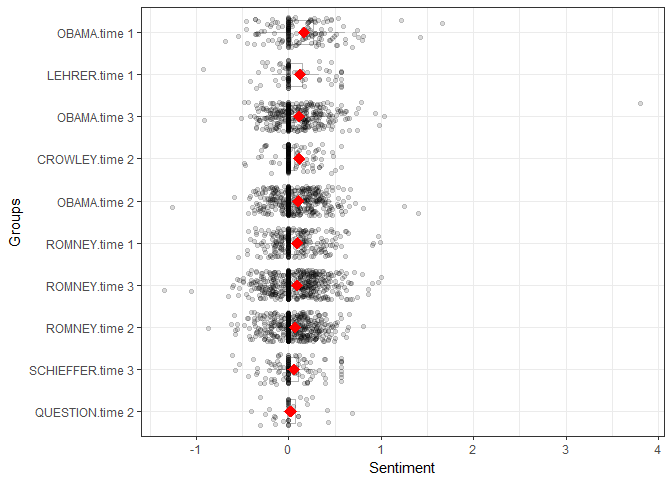 OBAMA.time 1
LEHRER.time 1
OBAMA.time 3
CROWLEY.time 2
OBAMA.time 2
ROMNEY.time 1
ROMNEY.time 3
ROMNEY.time 2
SCHIEFFER.time 3
QUESTION.time 2
Groups
-1 0 1 2 3 4
Sentiment